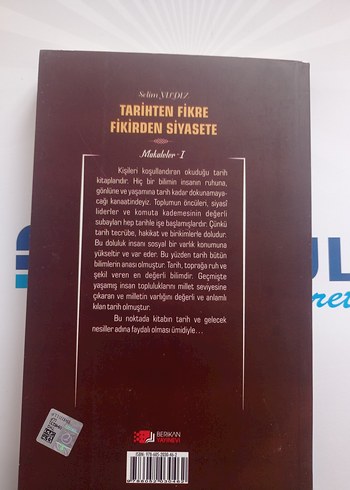 Selim YILDIZ
TARİHTEN FİKRE
FİKİRDEN SİYASETE
Makaleler -1
Kişileri koşullandıran okuduğu tarih
kitaplarıdır. Hiç bir bilimin insanın ruhuna,
gönlüne ve yaşamına tarih kadar dokunamaya-
cağı kanaatindeyiz. Toplumun öncüleri, siyasî
liderler ve komuta kademesinin değerli
subayları hep tarihle işe başlamışlardır. Çünkü
tarih tecrübe, hakikat ve birikimlerle doludur.
Bu doluluk insanı sosyal bir varlık konumuna
yükseltir ve var eder. Bu yüzden tarih bütün
bilimlerin anası olmuştur. Tarih, toprağa ruh ve
şekil veren en değerli bilimdir. Geçmişte
yaşamış insan topluluklarını millet seviyesine
çıkaran ve milletin varlığını değerli ve anlamlı
kılan tarih olmuştur.
Bu noktada kitabın tarih ve gelecek
nesiller adına faydalı olması ümidiyle…
BERİKAN
YAYINEVİ
UL
ret